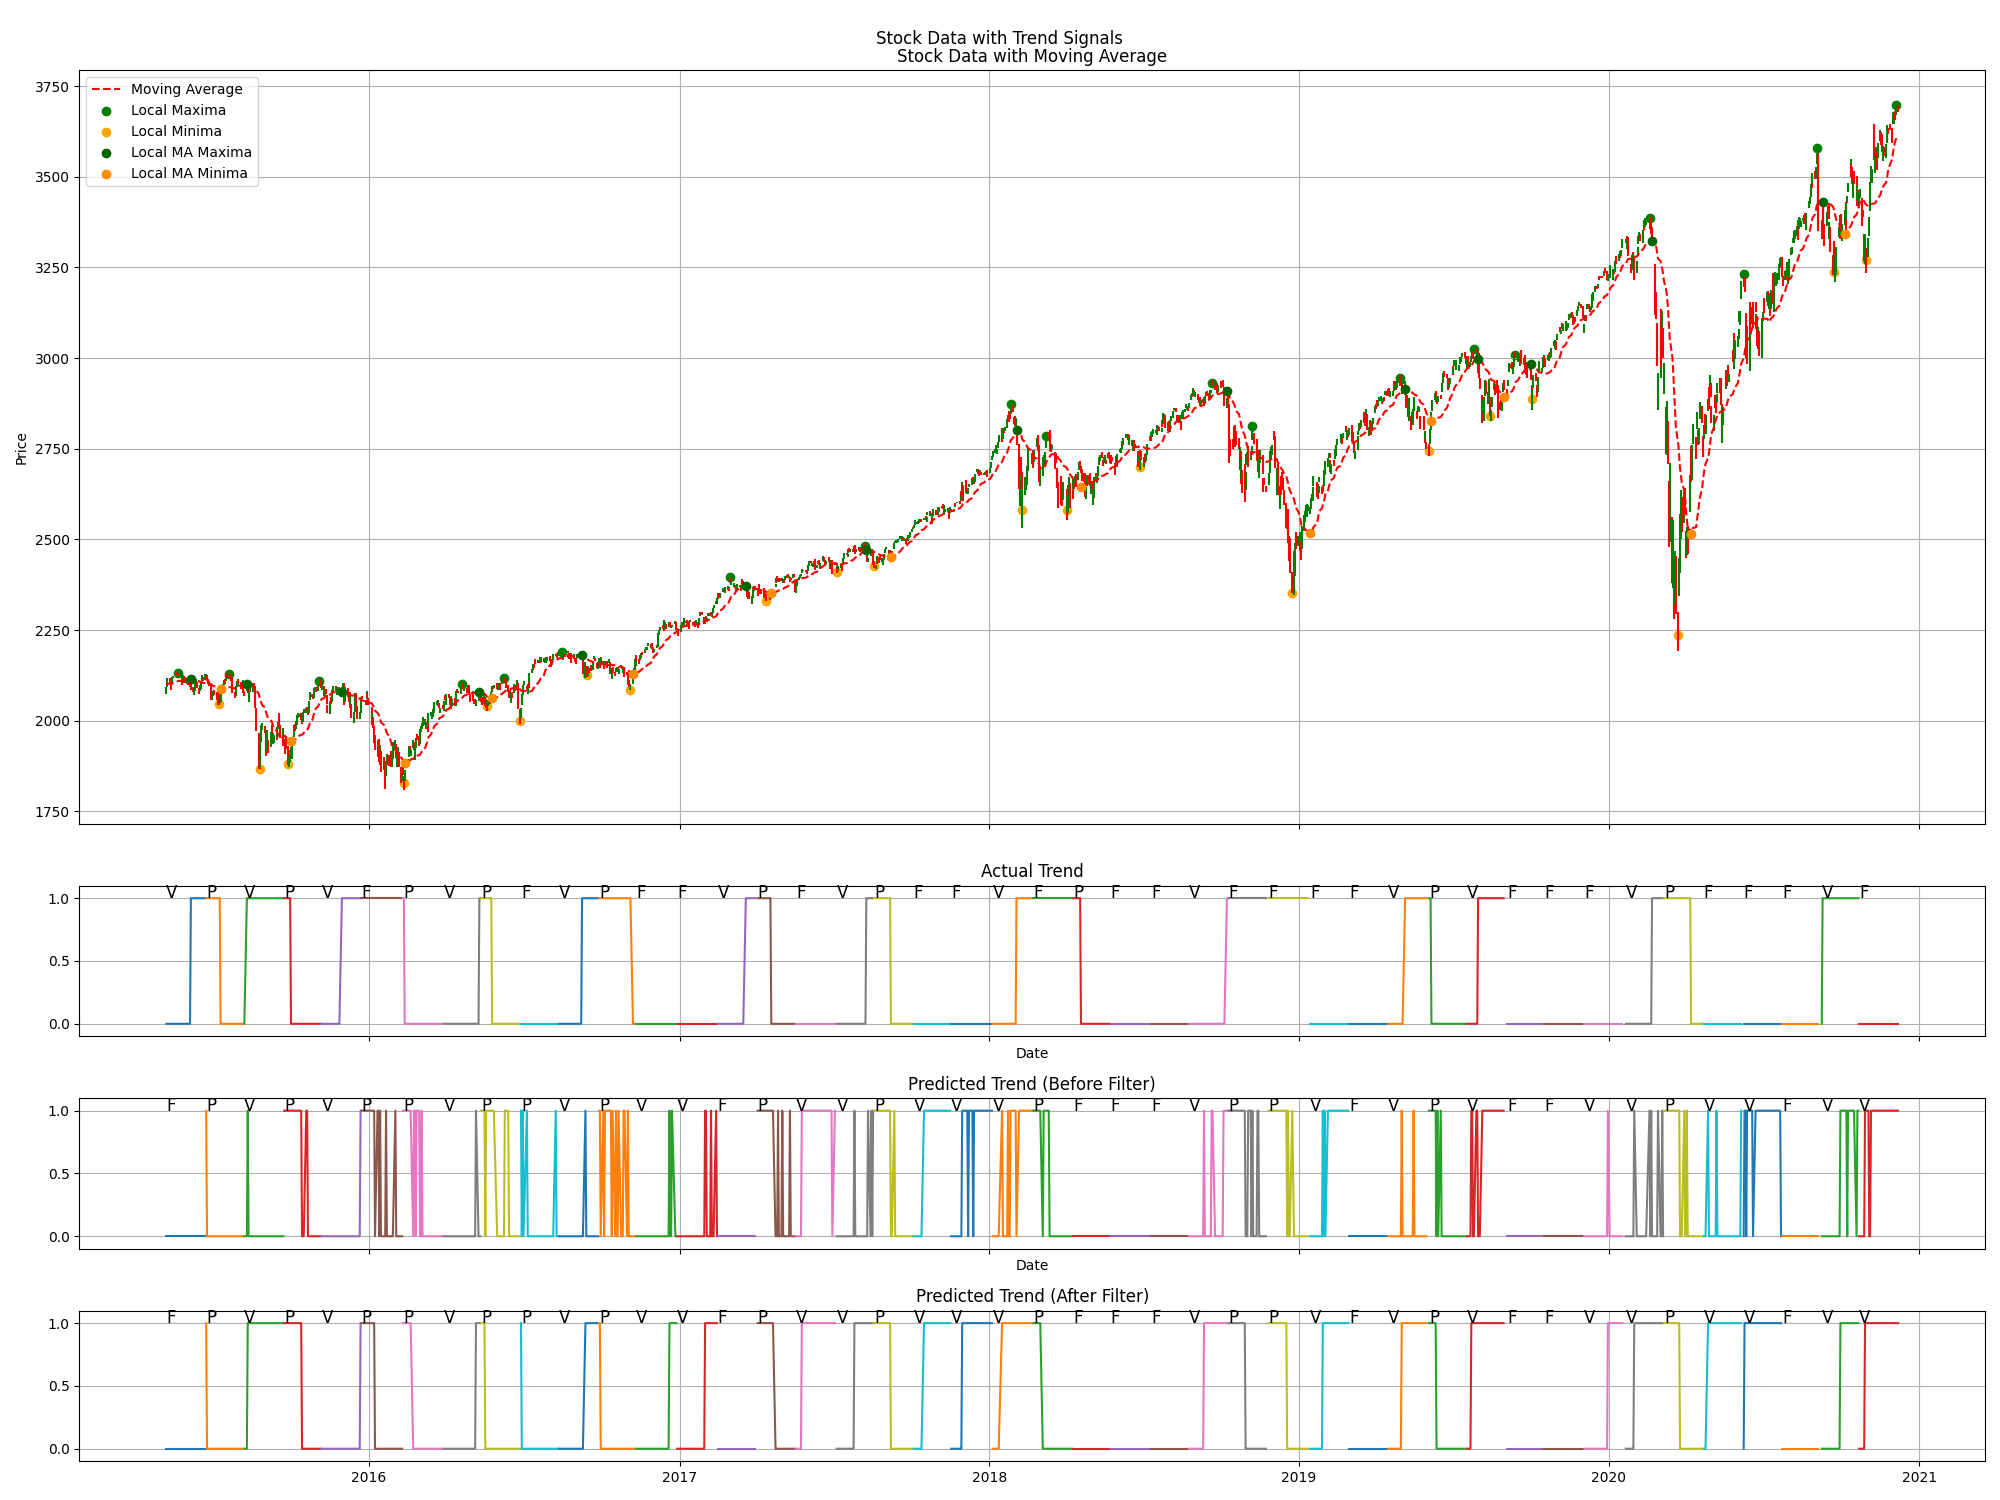 Stock Data with Trend Signals
Stock Data with Moving Average
Moving Average
Local Maxima
Local Minima
Local MA Maxima
Local MA Minima
3750
3500
3250
3000
2750
2500
2250
2000
1750
Price
Actual Trend
V P V P V F P V P F V P F F V P F V P F F V F P F F V F F F F V P V F F F V P F F F V F
1.0
0.5
0.0
Date
Predicted Trend (Before Filter)
F P V P V P P V P P V P V V F P V V P V V V P F F F V P P V F V P V F F V V P V V F V V
1.0
0.5
0.0
Date
Predicted Trend (After Filter)
F P V P V P P V P P V P V V F P V V P V V V P F F F V P P V F V P V F F V V P V V F V V
1.0
0.5
0.0
2016 2017 2018 2019 2020 2021